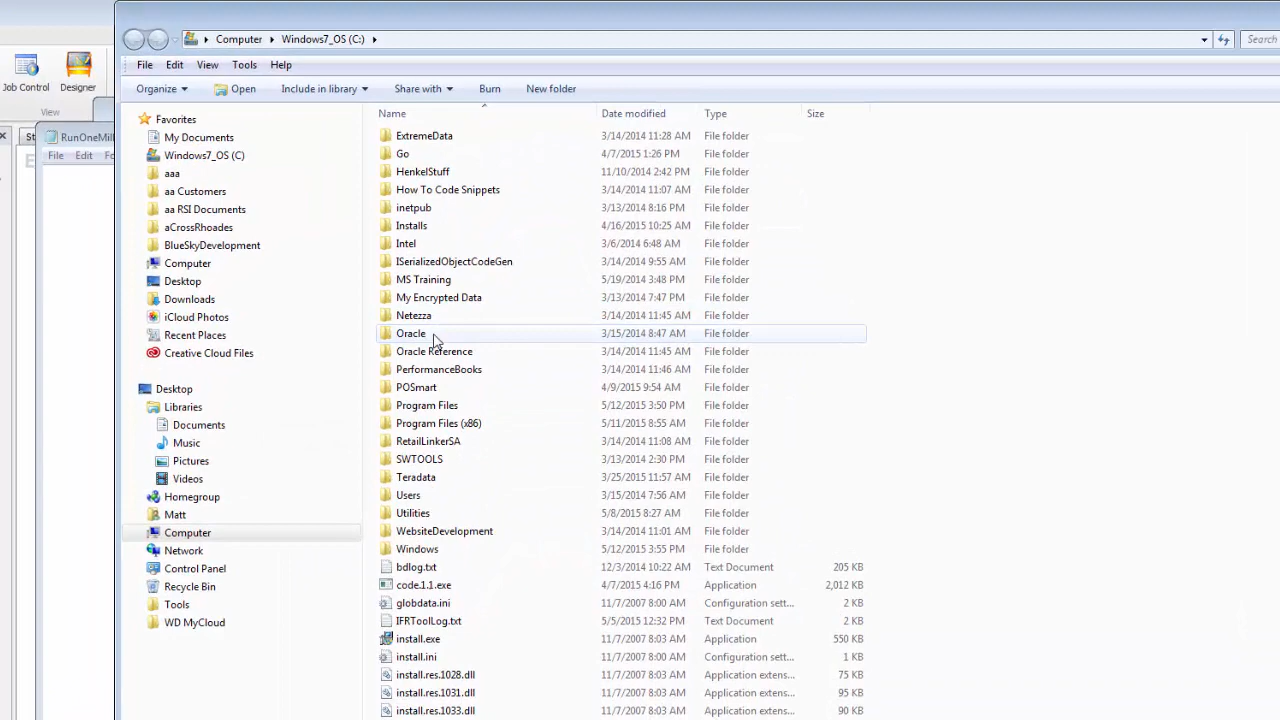 Computer Windows7_OS (C:) Search
File Edit View Tools Help
Organize Open Include in library Share with Burn New folder
Job Control Designer
View
RunOneMill
File Edit Fo
Name Date modified Type Size
Favorites
My Documents
Windows7_OS (C)
aaa
aa Customers
aa RSI Documents
aCrossRhoades
BlueSkyDevelopment
Computer
Desktop
Downloads
iCloud Photos
Recent Places
Creative Cloud Files
Desktop
Libraries
Documents
Music
Pictures
Videos
Homegroup
Matt
Computer
Network
Control Panel
Recycle Bin
Tools
WD MyCloud
ExtremeData 3/14/2014 11:28 AM File folder
Go 4/7/2015 1:26 PM File folder
HenkelStuff 11/10/2014 2:42 PM File folder
How To Code Snippets 3/14/2014 11:07 AM File folder
inetpub 3/13/2014 8:16 PM File folder
Installs 4/16/2015 10:25 AM File folder
Intel 3/6/2014 6:48 AM File folder
ISerializedObjectCodeGen 3/14/2014 9:55 AM File folder
MS Training 5/19/2014 3:48 PM File folder
My Encrypted Data 3/13/2014 7:47 PM File folder
Netezza 3/14/2014 11:45 AM File folder
Oracle 3/15/2014 8:47 AM File folder
Oracle Reference 3/14/2014 11:45 AM File folder
PerformanceBooks 3/14/2014 11:46 AM File folder
POSmart 4/9/2015 9:54 AM File folder
Program Files 5/12/2015 3:50 PM File folder
Program Files (x86) 5/11/2015 8:55 AM File folder
RetailLinkerSA 3/14/2014 11:08 AM File folder
SWTOOLS 3/13/2014 2:30 PM File folder
Teradata 3/25/2015 11:57 AM File folder
Users 3/15/2014 7:56 AM File folder
Utilities 5/8/2015 8:27 AM File folder
WebsiteDevelopment 3/14/2014 11:01 AM File folder
Windows 5/12/2015 3:55 PM File folder
bdlog.txt 12/3/2014 10:22 AM Text Document 205 KB
code.1.1.exe 4/7/2015 4:16 PM Application 2,012 KB
globdata.ini 11/7/2007 8:00 AM Configuration sett... 2 KB
IFRToolLog.txt 5/5/2015 12:32 PM Text Document 2 KB
install.exe 11/7/2007 8:03 AM Application 550 KB
install.ini 11/7/2007 8:00 AM Configuration sett... 1 KB
install.res.1028.dll 11/7/2007 8:03 AM Application extens... 75 KB
install.res.1031.dll 11/7/2007 8:03 AM Application extens... 95 KB
install.res.1033.dll 11/7/2007 8:03 AM Application extens... 90 KB